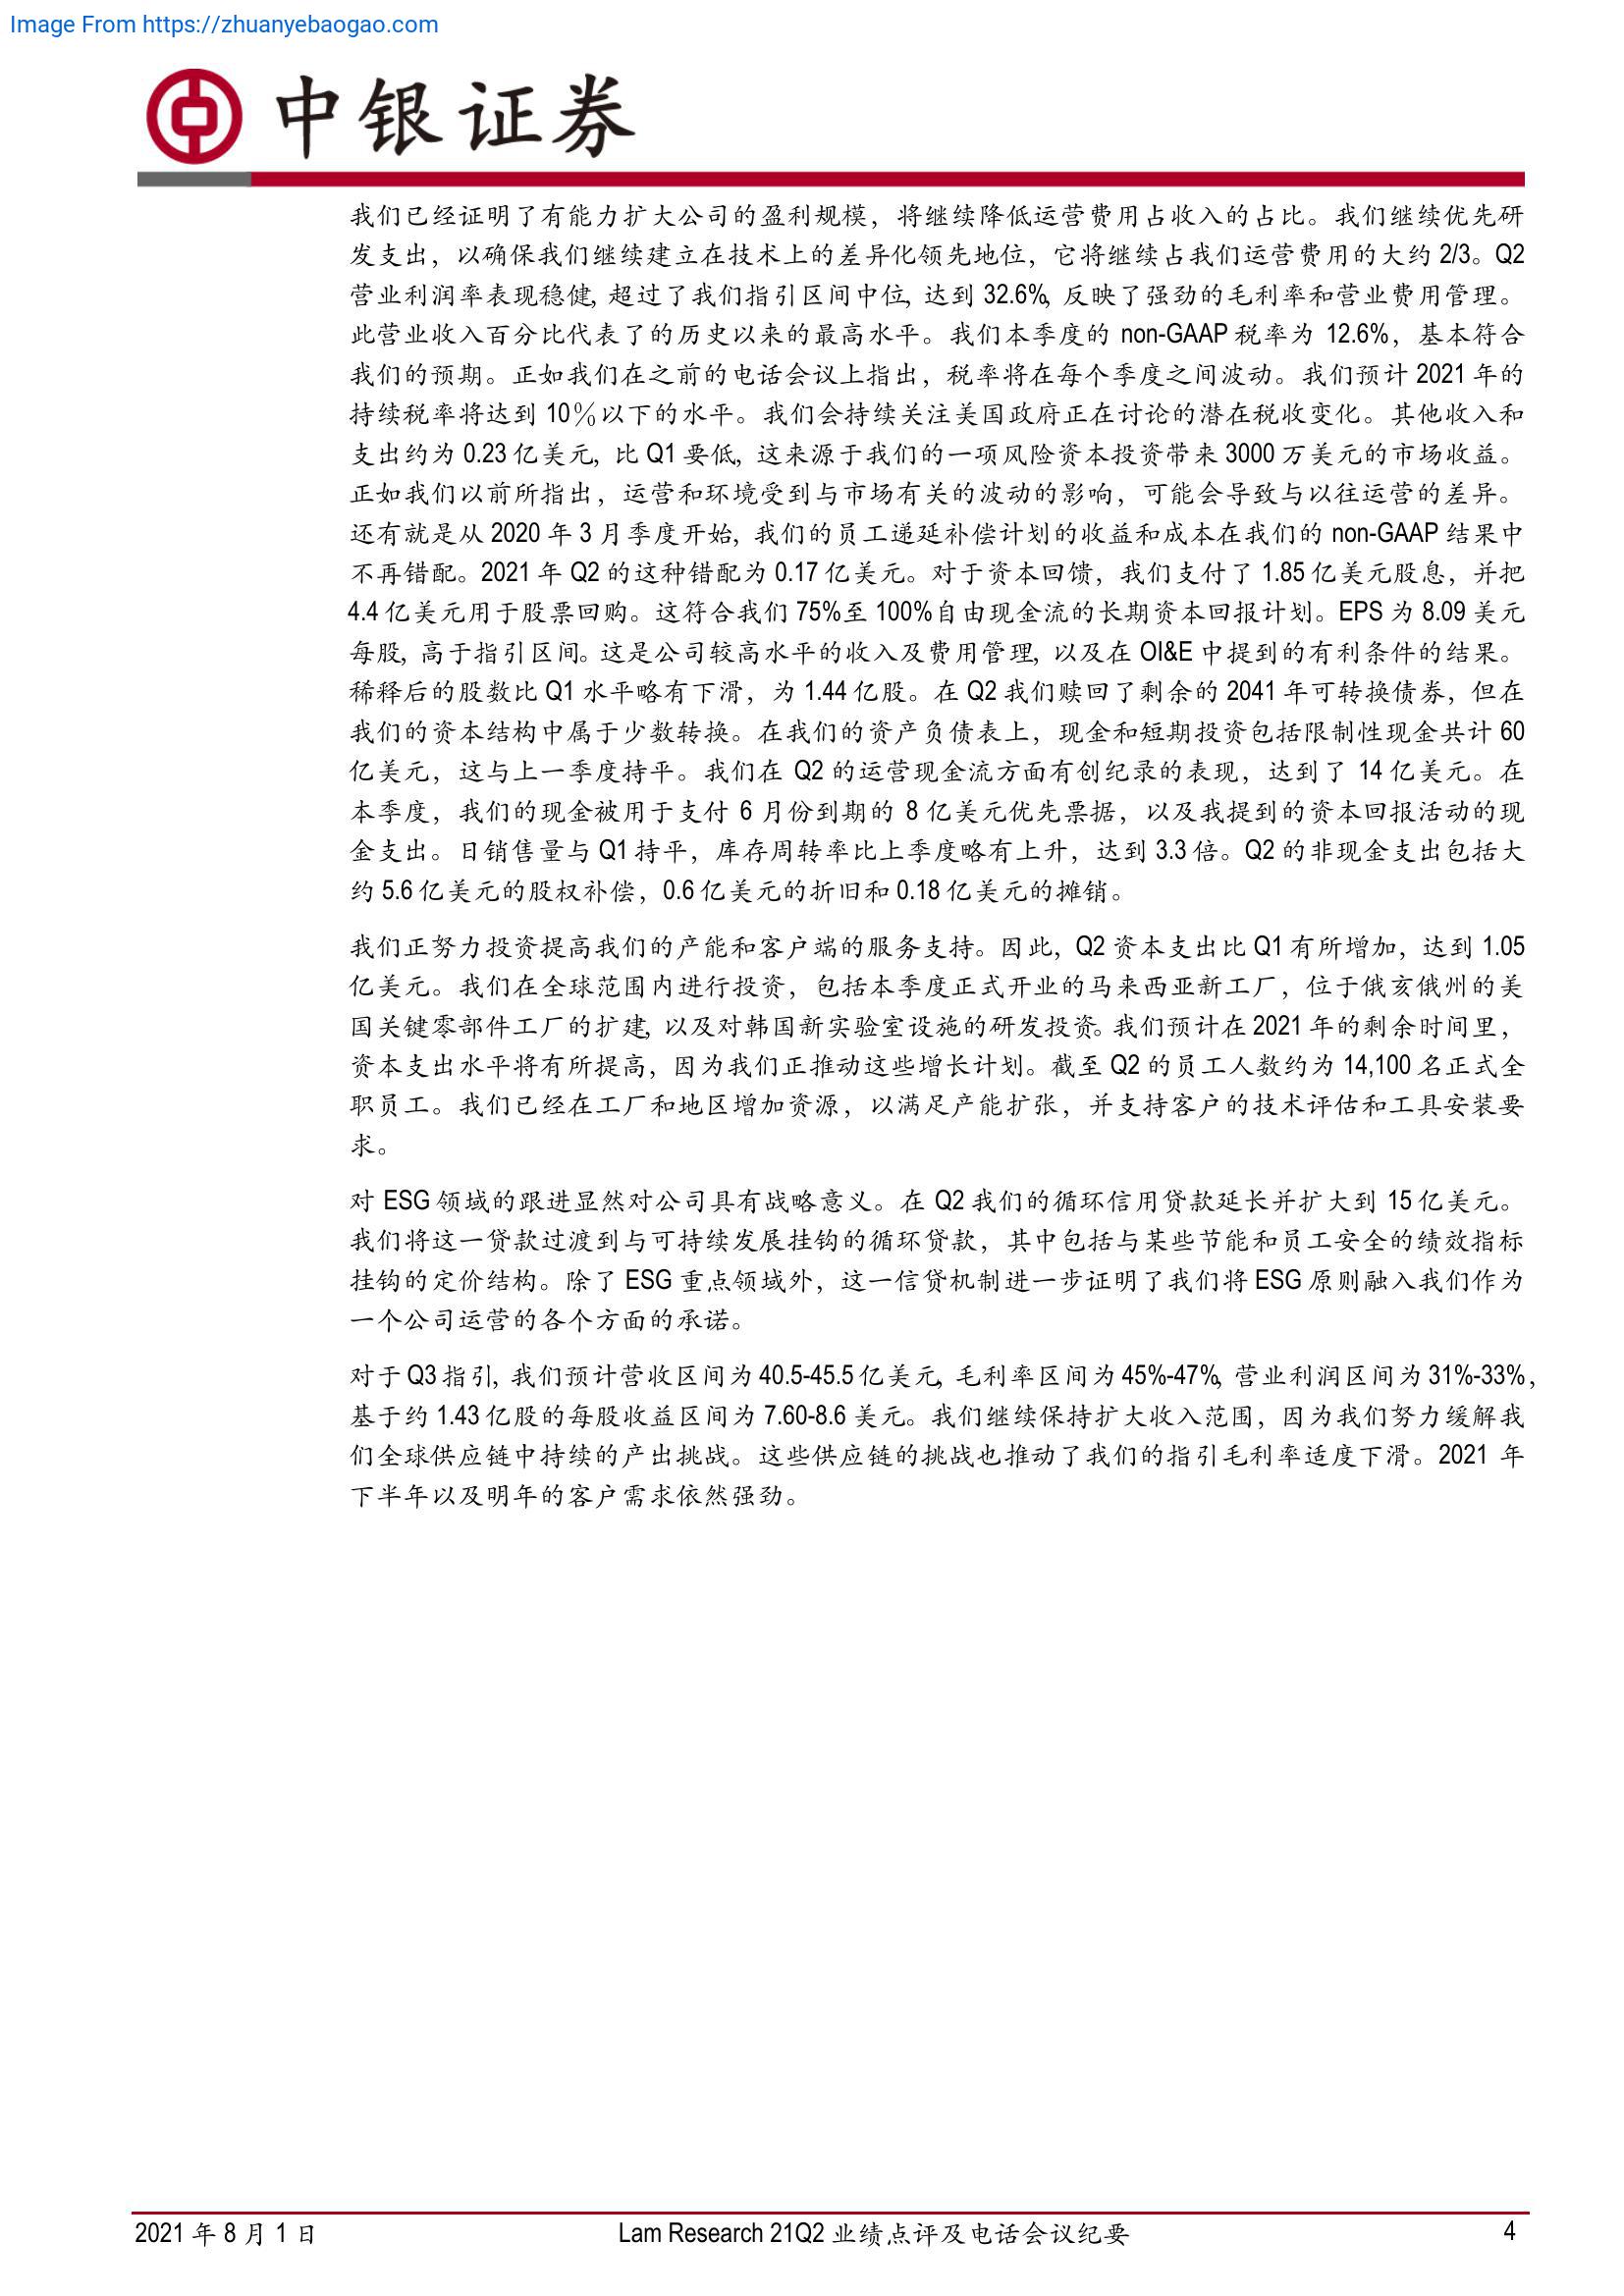 Image From https://zhuanyebaogao.com
中银证券
我们已经证明了有能力扩大公司的盈利规模，将继续降低运营费用占收入的占比。我们继续优先研
发支出，以确保我们继续建立在技术上的差异化领先地位，它将继续占我们运营费用的大约 2/3。Q2
营业利润率表现稳健，超过了我们指引区间中位，达到 32.6%，反映了强劲的毛利率和营业费用管理。
此营业收入百分比代表了的历史以来的最高水平。我们本季度的 non-GAAP 税率为 12.6%，基本符合
我们的预期。正如我们在之前的电话会议上指出，税率将在每个季度之间波动。我们预计 2021 年的
持续税率将达到 10％以下的水平。我们会持续关注美国政府正在讨论的潜在税收变化。其他收入和
支出约为 0.23 亿美元，比 Q1 要低，这来源于我们的一项风险资本投资带来 3000 万美元的市场收益。
正如我们以前所指出，运营和环境受到与市场有关的波动的影响，可能会导致与以往运营的差异。
还有就是从 2020 年 3 月季度开始，我们的员工递延补偿计划的收益和成本在我们的 non-GAAP 结果中
不再错配。2021 年 Q2 的这种错配为 0.17 亿美元。对于资本回馈，我们支付了 1.85 亿美元股息，并把
4.4 亿美元用于股票回购。这符合我们 75%至 100%自由现金流的长期资本回报计划。EPS 为 8.09 美元
每股，高于指引区间。这是公司较高水平的收入及费用管理，以及在 OI&E 中提到的有利条件的结果。
稀释后的股数比 Q1 水平略有下滑，为 1.44 亿股。在 Q2 我们赎回了剩余的 2041 年可转换债券，但在
我们的资本结构中属于少数转换。在我们的资产负债表上，现金和短期投资包括限制性现金共计 60
亿美元，这与上一季度持平。我们在 Q2 的运营现金流方面有创纪录的表现，达到了 14 亿美元。在
本季度，我们的现金被用于支付 6 月份到期的 8 亿美元优先票据，以及我提到的资本回报活动的现
金支出。日销售量与 Q1 持平，库存周转率比上季度略有上升，达到 3.3 倍。Q2 的非现金支出包括大
约 5.6 亿美元的股权补偿，0.6 亿美元的折旧和 0.18 亿美元的摊销。
我们正努力投资提高我们的产能和客户端的服务支持。因此，Q2 资本支出比 Q1 有所增加，达到 1.05
亿美元。我们在全球范围内进行投资，包括本季度正式开业的马来西亚新工厂，位于俄亥俄州的美
国关键零部件工厂的扩建，以及对韩国新实验室设施的研发投资。我们预计在 2021 年的剩余时间里，
资本支出水平将有所提高，因为我们正推动这些增长计划。截至 Q2 的员工人数约为 14,100 名正式全
职员工。我们已经在工厂和地区增加资源，以满足产能扩张，并支持客户的技术评估和工具安装要
求。
对 ESG 领域的跟进显然对公司具有战略意义。在 Q2 我们的循环信用贷款延长并扩大到 15 亿美元。
我们将这一贷款过渡到与可持续发展挂钩的循环贷款，其中包括与某些节能和员工安全的绩效指标
挂钩的定价结构。除了 ESG 重点领域外，这一信贷机制进一步证明了我们将 ESG 原则融入我们作为
一个公司运营的各个方面的承诺。
对于 Q3 指引，我们预计营收区间为 40.5-45.5 亿美元，毛利率区间为 45%-47%，营业利润区间为 31%-33%，
基于约 1.43 亿股的每股收益区间为 7.60-8.6 美元。我们继续保持扩大收入范围，因为我们努力缓解我
们全球供应链中持续的产出挑战。这些供应链的挑战也推动了我们的指引毛利率适度下滑。2021 年
下半年以及明年的客户需求依然强劲。
2021 年 8 月 1 日
Lam Research 21Q2 业绩点评及电话会议纪要
4